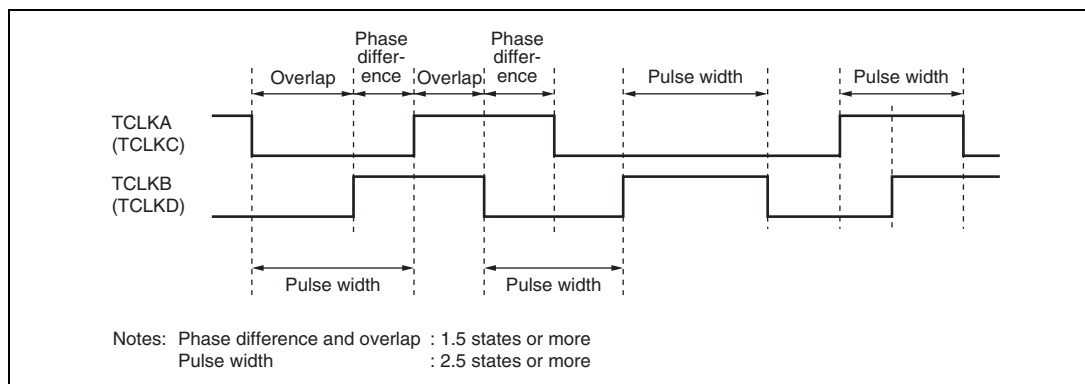 Phase differ- ence
Phase differ- ence
Overlap
Overlap
Pulse width
Pulse width
TCLKA
(TCLKC)
TCLKB
(TCLKD)
Pulse width
Pulse width
Notes: Phase difference and overlap : 1.5 states or more
Pulse width : 2.5 states or more